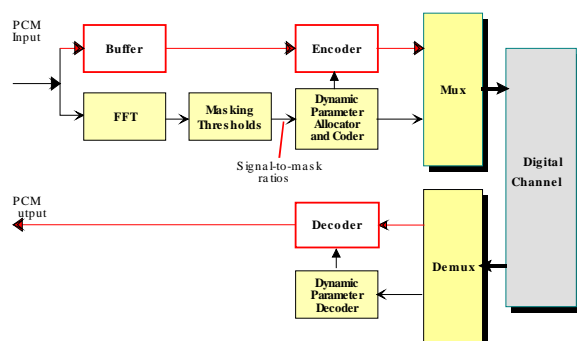 PCM
Input
Buffer
Encoder
Mux
FFT
Masking
Thresholds
Dynamic
Parameter
Allocator
and Coder
Signal-to-mask
ratios
Digital
Channel
PCM
utput
Decoder
Demux
Dynamic
Parameter
Decoder